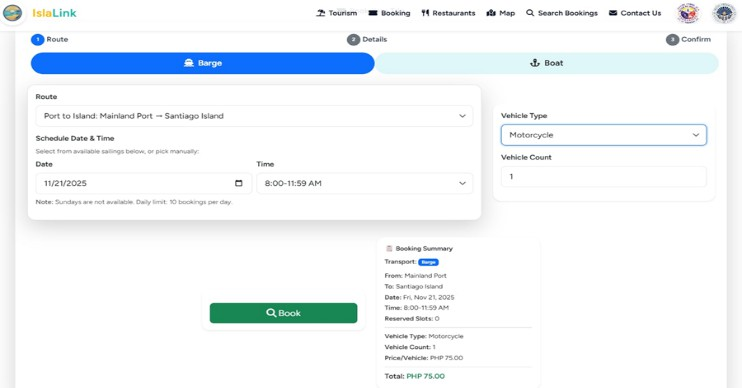 IslaLink
Tourism Booking Restaurants Map Search Bookings Contact Us
1 Route
2 Details
3 Confirm
Barge
Boat
Route
Port to Island: Mainland Port → Santiago Island
Schedule Date & Time
Select from available sailings below, or pick manually:
Date Time
11/21/2025 8:00-11:59 AM
Note: Sundays are not available. Daily limit: 10 bookings per day.
Vehicle Type
Motorcycle
Vehicle Count
1
Book
Booking Summary
Transport: Barge
From: Mainland Port
To: Santiago Island
Date: Fri, Nov 21, 2025
Time: 8:00-11:59 AM
Reserved Slots: 0
Vehicle Type: Motorcycle
Vehicle Count: 1
Price/Vehicle: PHP 75.00
Total: PHP 75.00